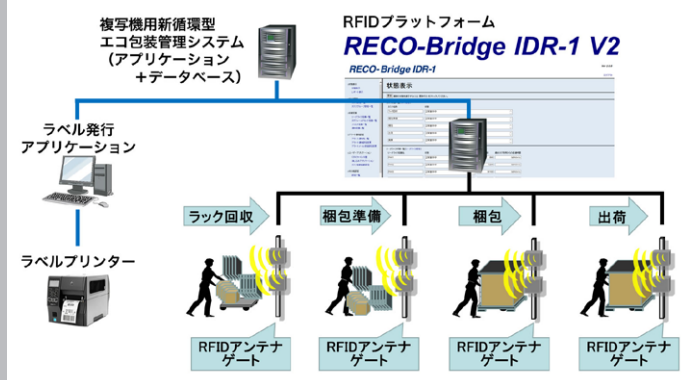 複写機用新循環型
エコ包装管理システム
（アプリケーション
＋データベース）
RFIDプラットフォーム
RECO-Bridge IDR-1 V2
RECO-Bridge IDR-1
状態表示
ラベル発行
アプリケーション
ラベルプリンター
ラック回収
梱包準備
梱包
出荷
RFIDアンテナ
ゲート
RFIDアンテナ
ゲート
RFIDアンテナ
ゲート
RFIDアンテナ
ゲート